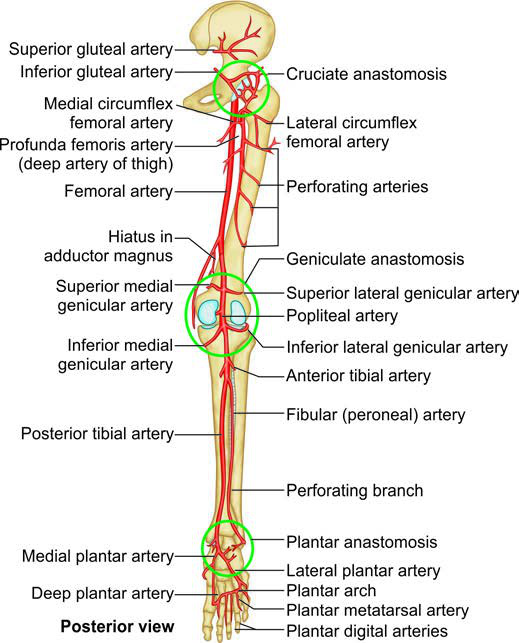 Superior gluteal artery
Inferior gluteal artery
Cruciate anastomosis
Medial circumflex
femoral artery
Lateral circumflex
femoral artery
Profunda femoris artery
(deep artery of thigh)
Femoral artery
Perforating arteries
Hiatus in
adductor magnus
Geniculate anastomosis
Superior medial
genicular artery
Superior lateral genicular artery
Popliteal artery
Inferior medial
genicular artery
Inferior lateral genicular artery
Anterior tibial artery
Fibular (peroneal) artery
Posterior tibial artery
Perforating branch
Plantar anastomosis
Medial plantar artery
Lateral plantar artery
Deep plantar artery
Plantar arch
Plantar metatarsal artery
Plantar digital arteries
Posterior view